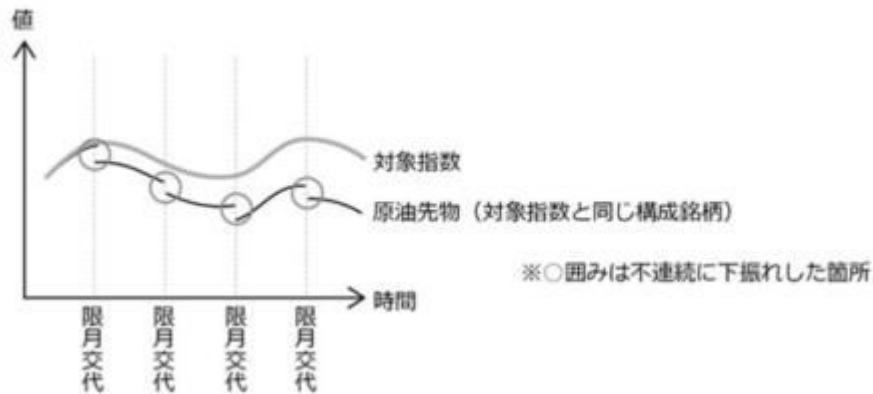 値
対象指数
原油先物（対象指数と同じ構成銘柄）
※○囲みは不連続に下振れした箇所
時間
限月交代
限月交代
限月交代
限月交代